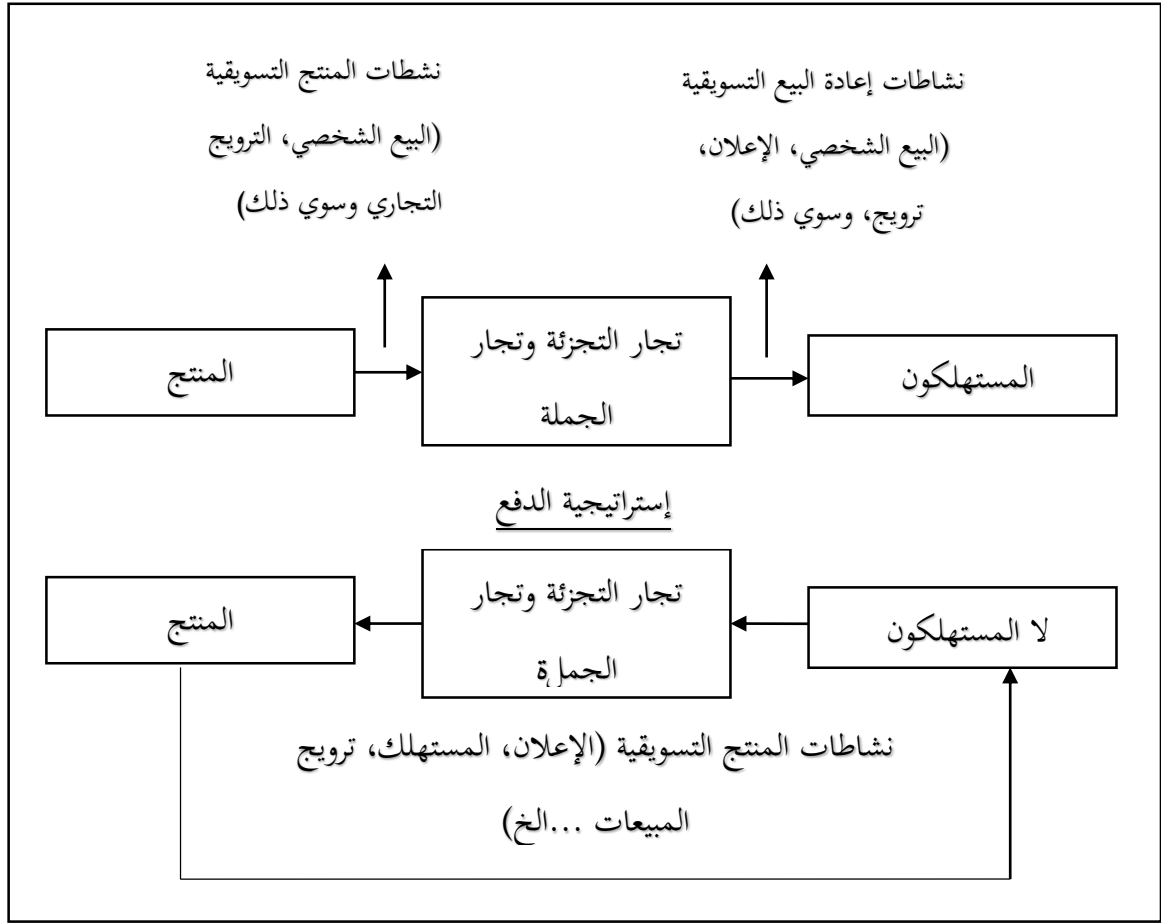 نشاطات إعادة البيع التسويقية
(البيع الشخصي، الإعلان،
ترويج، وسوي ذلك)
نشطات المنتج التسويقية
(البيع الشخصي، الترويج
التجاري وسوي ذلك)
المستهلكون
تجار التجزئة وتجار
الجملة
المنتج
إستراتيجية الدفع
لا المستهلكون
تجار التجزئة وتجار
الجملة
المنتج
نشاطات المنتج التسويقية (الإعلان، المستهلك، ترويج
المبيعات ...الخ)